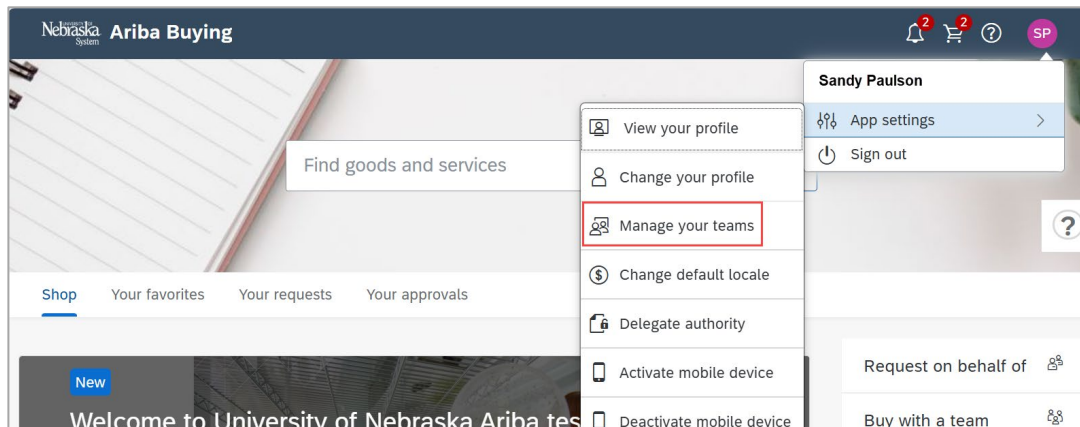 UNIVERSITY OF
Nebraska
System
Ariba Buying
2
2
SP
Sandy Paulson
App settings
Sign out
Find goods and services
View your profile
Change your profile
Manage your teams
Change default locale
Delegate authority
Activate mobile device
Deactivate mobile device
?
Shop Your favorites Your requests Your approvals
New
Welcome to University of Nebraska Ariba tes
Request on behalf of
Buy with a team